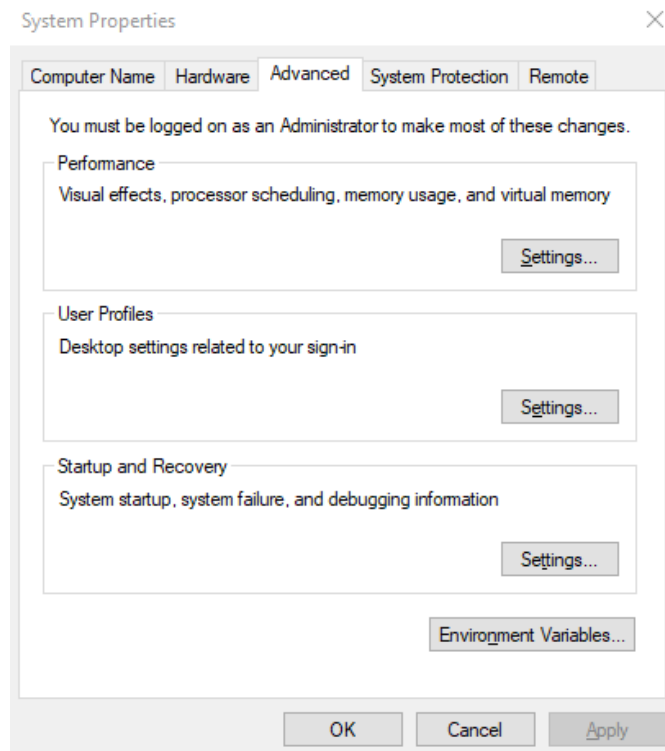 System Properties
Computer Name Hardware Advanced System Protection Remote
You must be logged on as an Administrator to make most of these changes.
Performance
Visual effects, processor scheduling, memory usage, and virtual memory
Settings...
User Profiles
Desktop settings related to your sign-in
Settings...
Startup and Recovery
System startup, system failure, and debugging information
Settings...
Environment Variables...
OK Cancel Apply